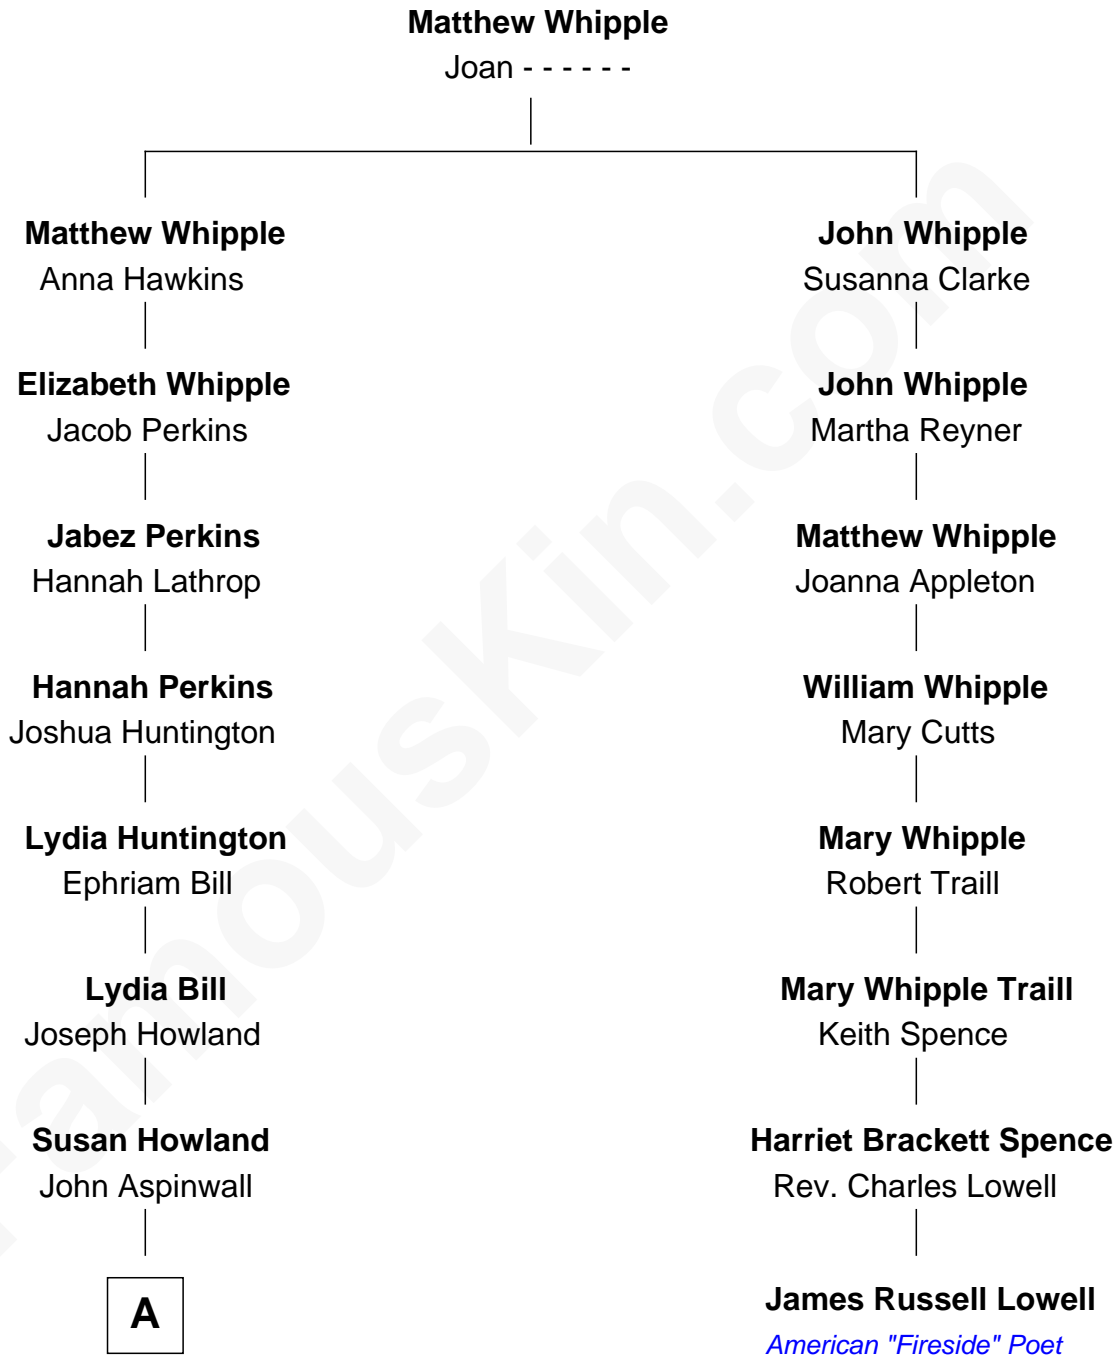 Matthew Whipple
Joan - - - - - -
Matthew Whipple
Anna Hawkins
John Whipple
Susanna Clarke
Elizabeth Whipple
Jacob Perkins
John Whipple
Martha Reyner
Jabez Perkins
Hannah Lathrop
Matthew Whipple
Joanna Appleton
Hannah Perkins
Joshua Huntington
William Whipple
Mary Cutts
Lydia Huntington
Ephriam Bill
Mary Whipple
Robert Traill
Lydia Bill
Joseph Howland
Mary Whipple Traill
Keith Spence
Susan Howland
John Aspinwall
Harriet Brackett Spence
Rev. Charles Lowell
A
James Russell Lowell
American "Fireside" Poet
FamousKin.com